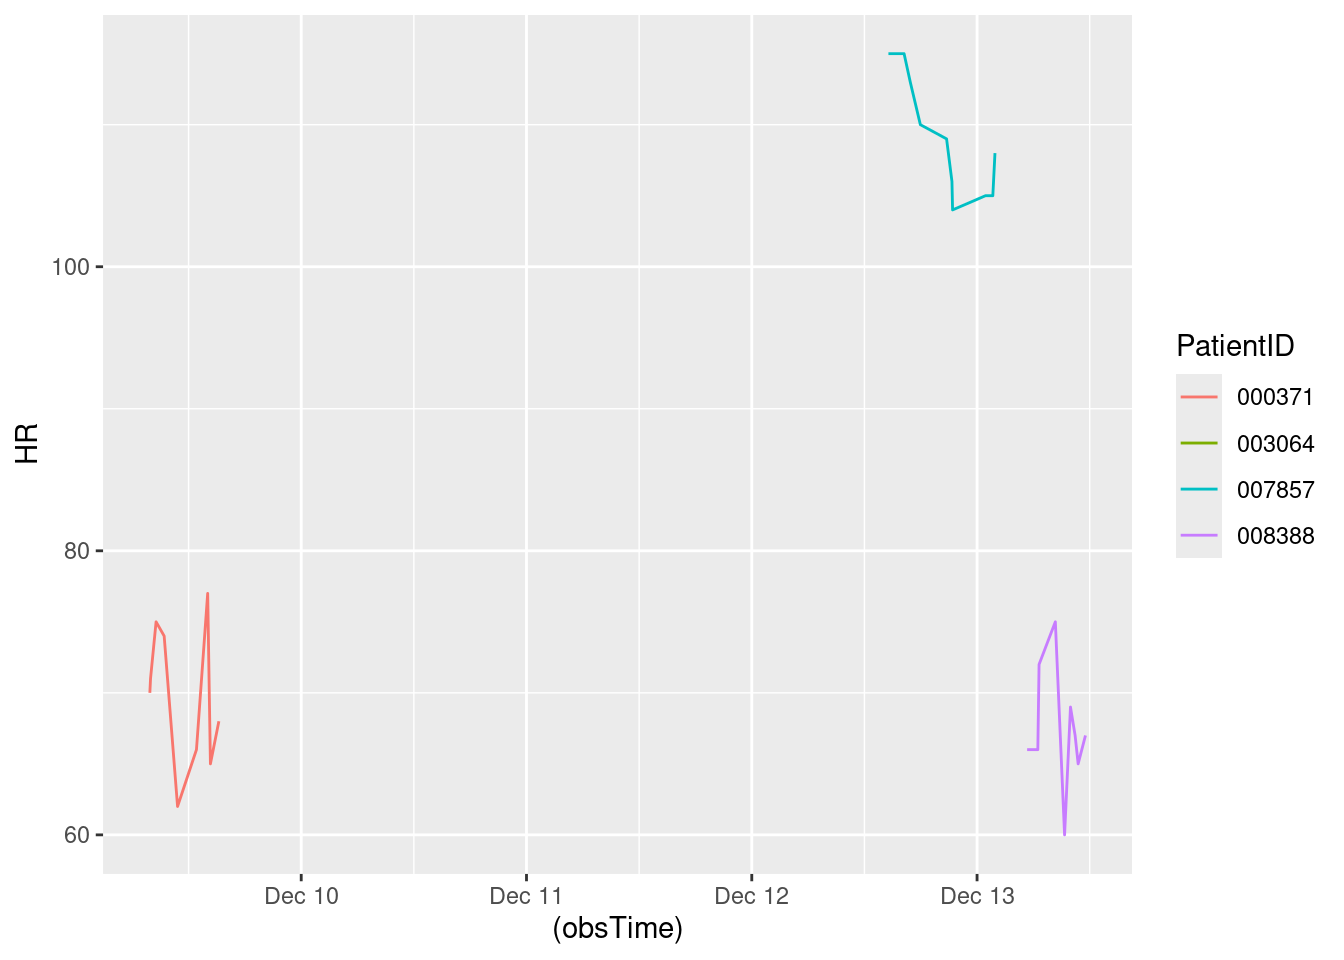 100
80
60
HR
Dec 10
Dec 11
Dec 12
Dec 13
(obsTime)
PatientID
000371
003064
007857
008388